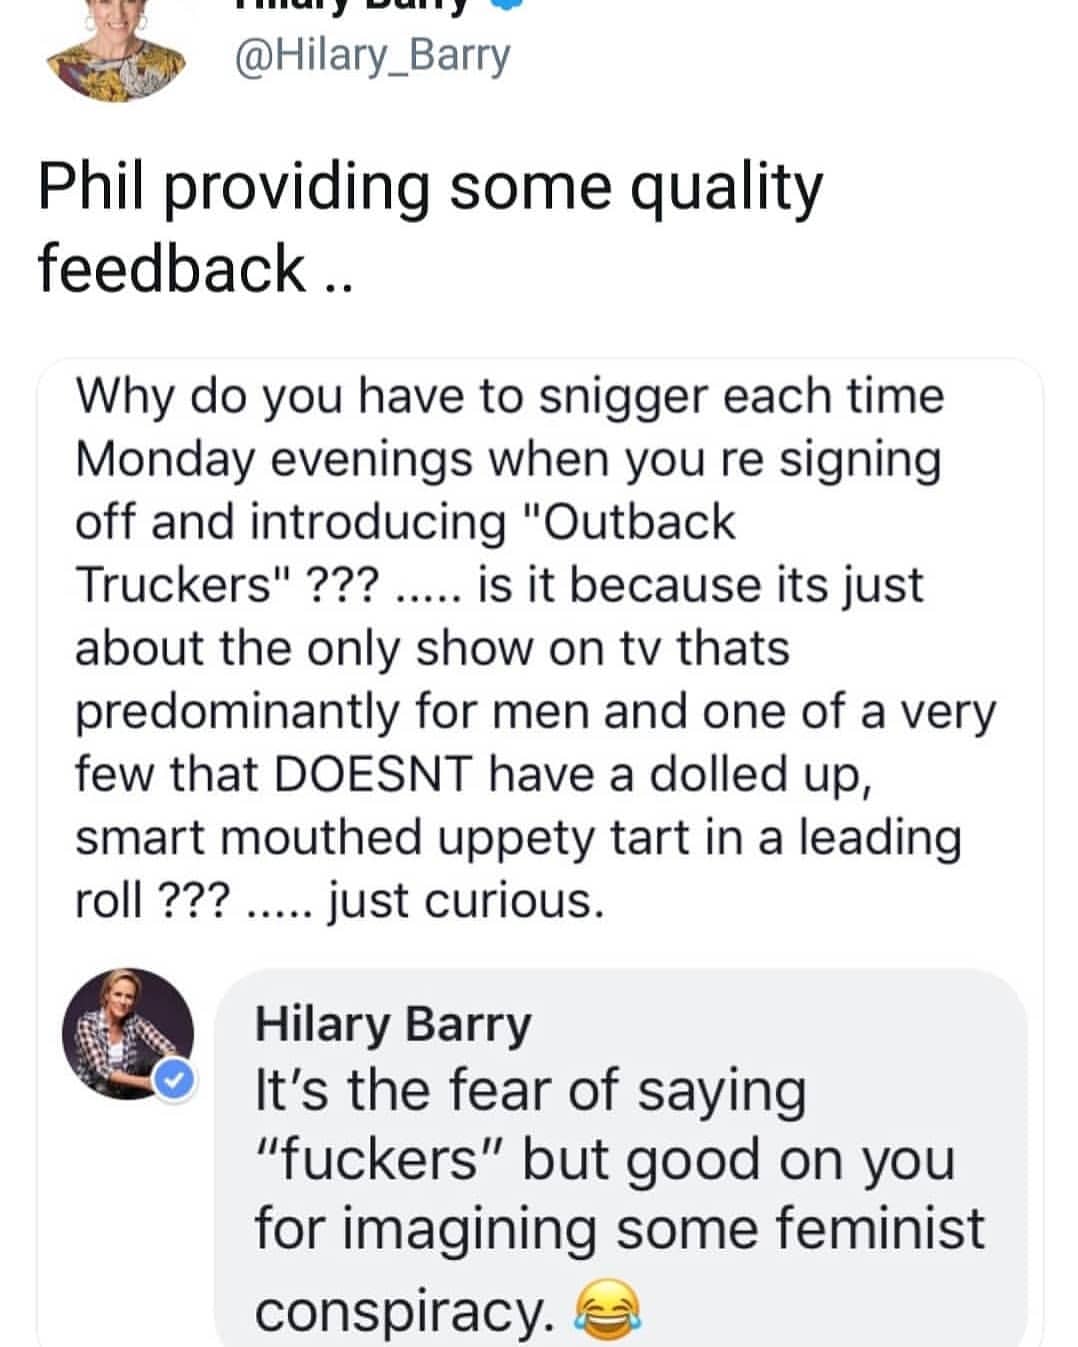 Hilary Barry
@Hilary_Barry
Phil providing some quality
feedback ..
Why do you have to snigger each time
Monday evenings when you re signing
off and introducing "Outback
Truckers" ??? ..... is it because its just
about the only show on tv thats
predominantly for men and one of a very
few that DOESNT have a dolled up,
smart mouthed uppety tart in a leading
roll ??? ..... just curious.
Hilary Barry
It's the fear of saying
"fuckers" but good on you
for imagining some feminist
conspiracy. 😂